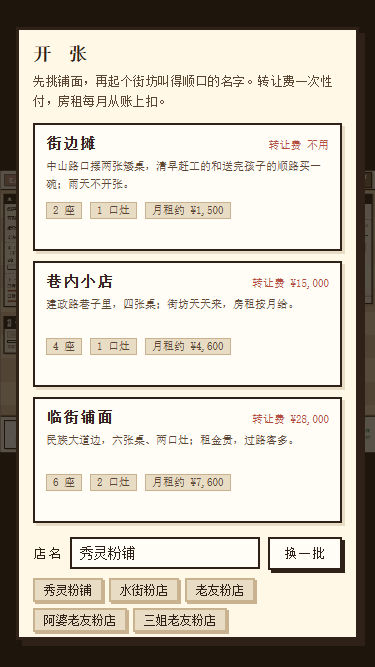 开 张
先挑铺面，再起个街坊叫得顺口的名字。转让费一次性
付，房租每月从账上扣。
街边摊 转让费 不用
中山路口摆两张矮桌，清早赶工的和送完孩子的顺路买一
碗；雨天不开张。
2 座 1 口灶 月租约 ¥1,500
巷内小店 转让费 ¥15,000
建政路巷子里，四张桌；街坊天天来，房租按月给。
4 座 1 口灶 月租约 ¥4,600
临街铺面 转让费 ¥28,000
民族大道边，六张桌、两口灶；租金贵，过路客多。
6 座 2 口灶 月租约 ¥7,600
店名 秀灵粉铺 换一批
秀灵粉铺 水街粉店 老友粉店
阿婆老友粉店 三姐老友粉店